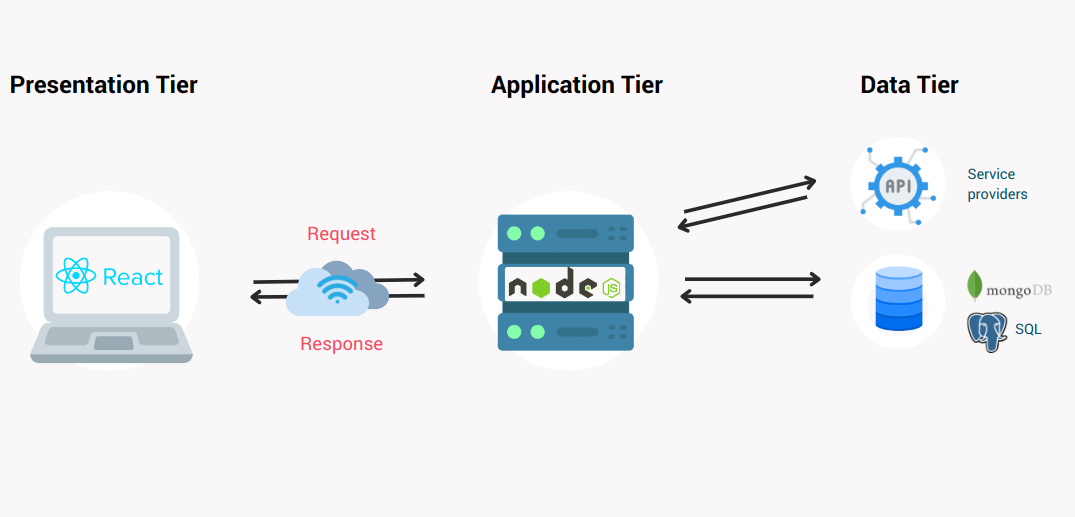 Presentation Tier
Application Tier
Data Tier
React
Request
Response
node
JS
API
Service
providers
mongoDB
SQL